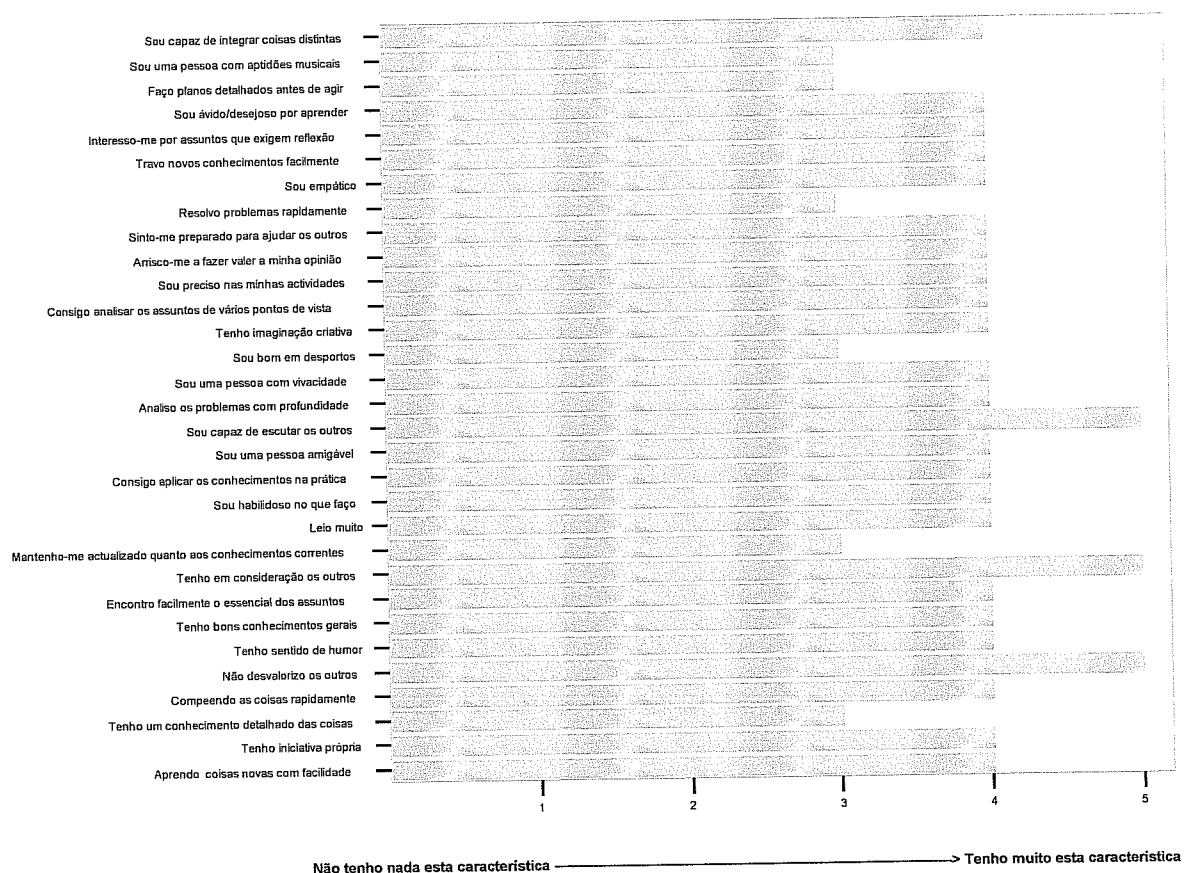 Sou capaz de integrar coisas distintas
Sou uma pessoa com aptidões musicais
Faço planos detalhados antes de agir
Sou ávido/desejoso por aprender
Interesso-me por assuntos que exigem reflexão
Travo novos conhecimentos facilmente
Sou empático
Resolvo problemas rapidamente
Sinto-me preparado para ajudar os outros
Arrisco-me a fazer valer a minha opinião
Sou preciso nas minhas actividades
Consigo analisar os assuntos de vários pontos de vista
Tenho imaginação criativa
Sou bom em desportos
Sou uma pessoa com vivacidade
Analiso os problemas com profundidade
Sou capaz de escutar os outros
Sou uma pessoa amigável
Consigo aplicar os conhecimentos na prática
Sou habilidoso no que faço
Leio muito
Mantenho-me actualizado quanto aos conhecimentos correntes
Tenho em consideração os outros
Encontro facilmente o essencial dos assuntos
Tenho bons conhecimentos gerais
Tenho sentido de humor
Não desvalorizo os outros
Compeendo as coisas rapidamente
Tenho um conhecimento detalhado das coisas
Tenho iniciativa própria
Aprendo coisas novas com facilidade
1 2 3 4 5
Não tenho nada esta característica Tenho muito esta característica